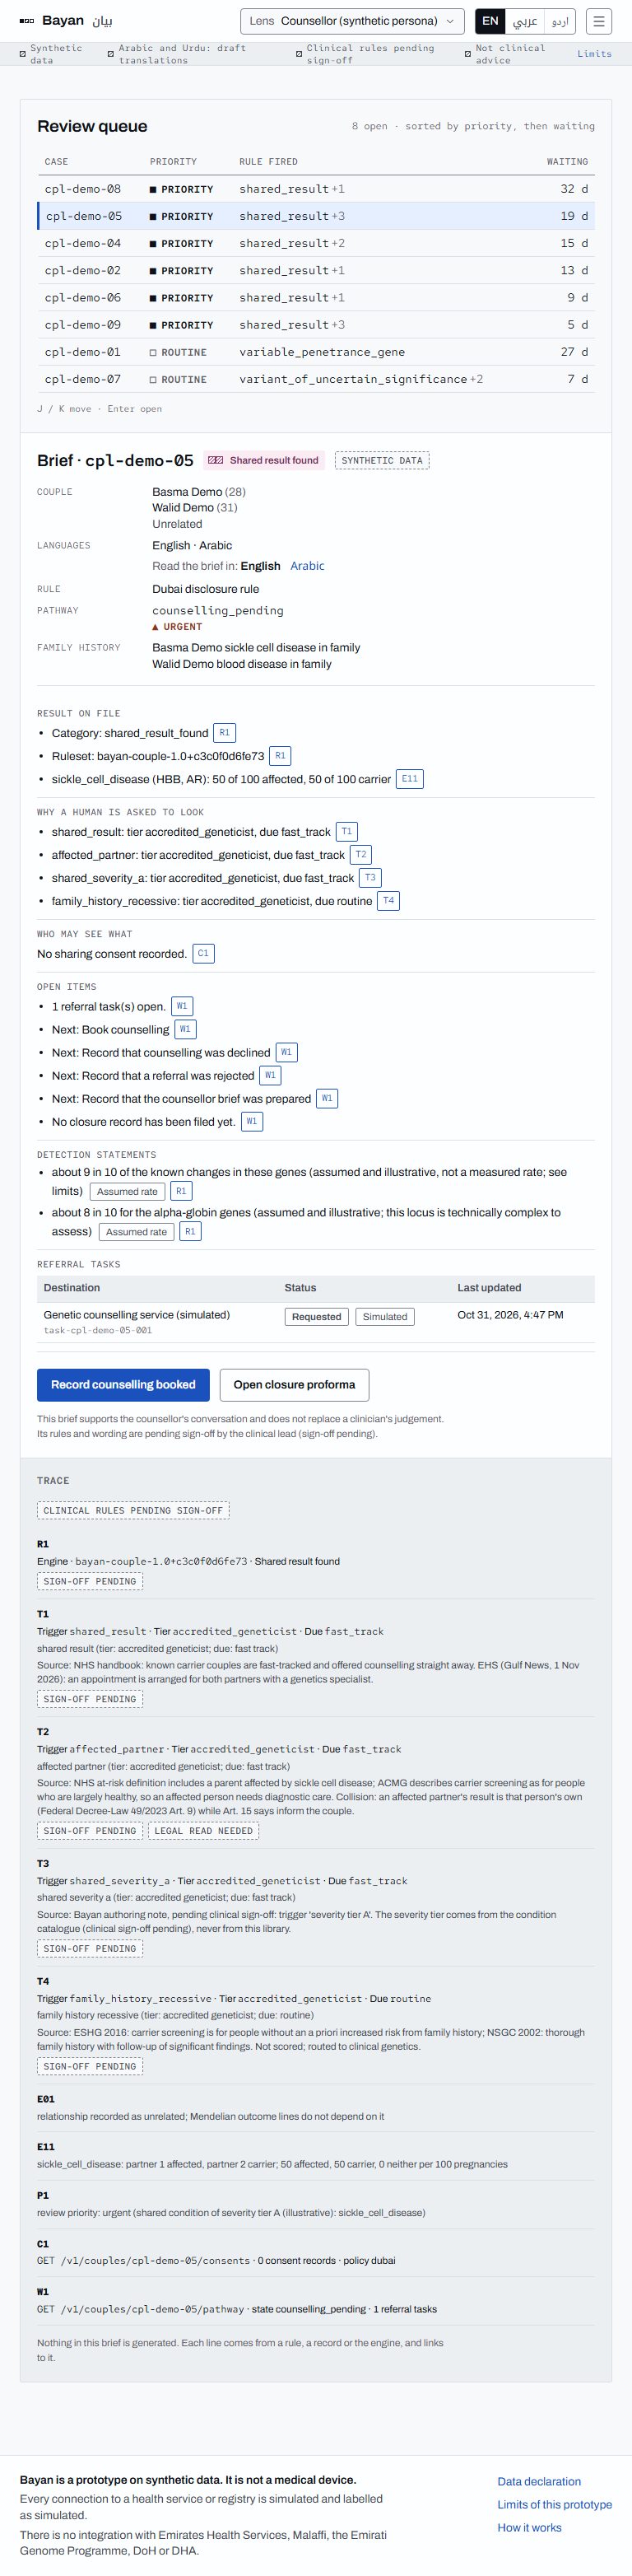 Bayan بيان
Lens Counsellor (synthetic persona)
EN عربي اردو
Synthetic data
Arabic and Urdu: draft translations
Clinical rules pending sign-off
Not clinical advice
Limits
Review queue
8 open · sorted by priority, then waiting
CASE PRIORITY RULE FIRED WAITING
cpl-demo-08 ■ PRIORITY shared_result +1 32 d
cpl-demo-05 ■ PRIORITY shared_result +3 19 d
cpl-demo-04 ■ PRIORITY shared_result +2 15 d
cpl-demo-02 ■ PRIORITY shared_result +1 13 d
cpl-demo-06 ■ PRIORITY shared_result +1 9 d
cpl-demo-09 ■ PRIORITY shared_result +3 5 d
cpl-demo-01 □ ROUTINE variable_penetrance_gene 27 d
cpl-demo-07 □ ROUTINE variant_of_uncertain_significance +2 7 d
J / K move · Enter open
Brief · cpl-demo-05 Shared result found SYNTHETIC DATA
COUPLE Basma Demo (28)
Walid Demo (31)
Unrelated
LANGUAGES English · Arabic
Read the brief in: English Arabic
RULE Dubai disclosure rule
PATHWAY counselling_pending
▲ URGENT
FAMILY HISTORY Basma Demo sickle cell disease in family
Walid Demo blood disease in family
RESULT ON FILE
• Category: shared_result_found R1
• Ruleset: bayan-couple-1.0+c3c0f0d6fe73 R1
• sickle_cell_disease (HBB, AR): 50 of 100 affected, 50 of 100 carrier E11
WHY A HUMAN IS ASKED TO LOOK
• shared_result: tier accredited_geneticist, due fast_track T1
• affected_partner: tier accredited_geneticist, due fast_track T2
• shared_severity_a: tier accredited_geneticist, due fast_track T3
• family_history_recessive: tier accredited_geneticist, due routine T4
WHO MAY SEE WHAT
No sharing consent recorded. C1
OPEN ITEMS
• 1 referral task(s) open. W1
• Next: Book counselling W1
• Next: Record that counselling was declined W1
• Next: Record that a referral was rejected W1
• Next: Record that the counsellor brief was prepared W1
• No closure record has been filed yet. W1
DETECTION STATEMENTS
• about 9 in 10 of the known changes in these genes (assumed and illustrative, not a measured rate; see
limits) Assumed rate R1
• about 8 in 10 for the alpha-globin genes (assumed and illustrative; this locus is technically complex to
assess) Assumed rate R1
REFERRAL TASKS
Destination Status Last updated
Genetic counselling service (simulated) Requested Simulated Oct 31, 2026, 4:47 PM
task-cpl-demo-05-001
Record counselling booked Open closure proforma
This brief supports the counsellor's conversation and does not replace a clinician's judgement.
Its rules and wording are pending sign-off by the clinical lead (sign-off pending).
TRACE
CLINICAL RULES PENDING SIGN-OFF
R1
Engine · bayan-couple-1.0+c3c0f0d6fe73 · Shared result found
SIGN-OFF PENDING
T1
Trigger shared_result · Tier accredited_geneticist · Due fast_track
shared result (tier: accredited geneticist; due: fast track)
Source: NHS handbook: known carrier couples are fast-tracked and offered counselling straight away. EHS (Gulf News, 1 Nov
2026): an appointment is arranged for both partners with a genetics specialist.
SIGN-OFF PENDING
T2
Trigger affected_partner · Tier accredited_geneticist · Due fast_track
affected partner (tier: accredited geneticist; due: fast track)
Source: NHS at-risk definition includes a parent affected by sickle cell disease; ACMG describes carrier screening as for people
who are largely healthy, so an affected person needs diagnostic care. Collision: an affected partner's result is that person's own
(Federal Decree-Law 49/2023 Art. 9) while Art. 15 says inform the couple.
SIGN-OFF PENDING LEGAL READ NEEDED
T3
Trigger shared_severity_a · Tier accredited_geneticist · Due fast_track
shared severity a (tier: accredited geneticist; due: fast track)
Source: Bayan authoring note, pending clinical sign-off: trigger 'severity tier A'. The severity tier comes from the condition
catalogue (clinical sign-off pending), never from this library.
SIGN-OFF PENDING
T4
Trigger family_history_recessive · Tier accredited_geneticist · Due routine
family history recessive (tier: accredited geneticist; due: routine)
Source: ESHG 2016: carrier screening is for people without an a priori increased risk from family history; NSGC 2002: thorough
family history with follow-up of significant findings. Not scored; routed to clinical genetics.
SIGN-OFF PENDING
E01
relationship recorded as unrelated; Mendelian outcome lines do not depend on it
E11
sickle_cell_disease: partner 1 affected, partner 2 carrier; 50 affected, 50 carrier, 0 neither per 100 pregnancies
P1
review priority: urgent (shared condition of severity tier A (illustrative): sickle_cell_disease)
C1
GET /v1/couples/cpl-demo-05/consents · 0 consent records · policy dubai
W1
GET /v1/couples/cpl-demo-05/pathway · state counselling_pending · 1 referral tasks
Nothing in this brief is generated. Each line comes from a rule, a record or the engine, and links
to it.
Bayan is a prototype on synthetic data. It is not a medical device.
Every connection to a health service or registry is simulated and labelled
as simulated.
There is no integration with Emirates Health Services, Malaffi, the Emirati
Genome Programme, DoH or DHA.
Data declaration
Limits of this prototype
How it works